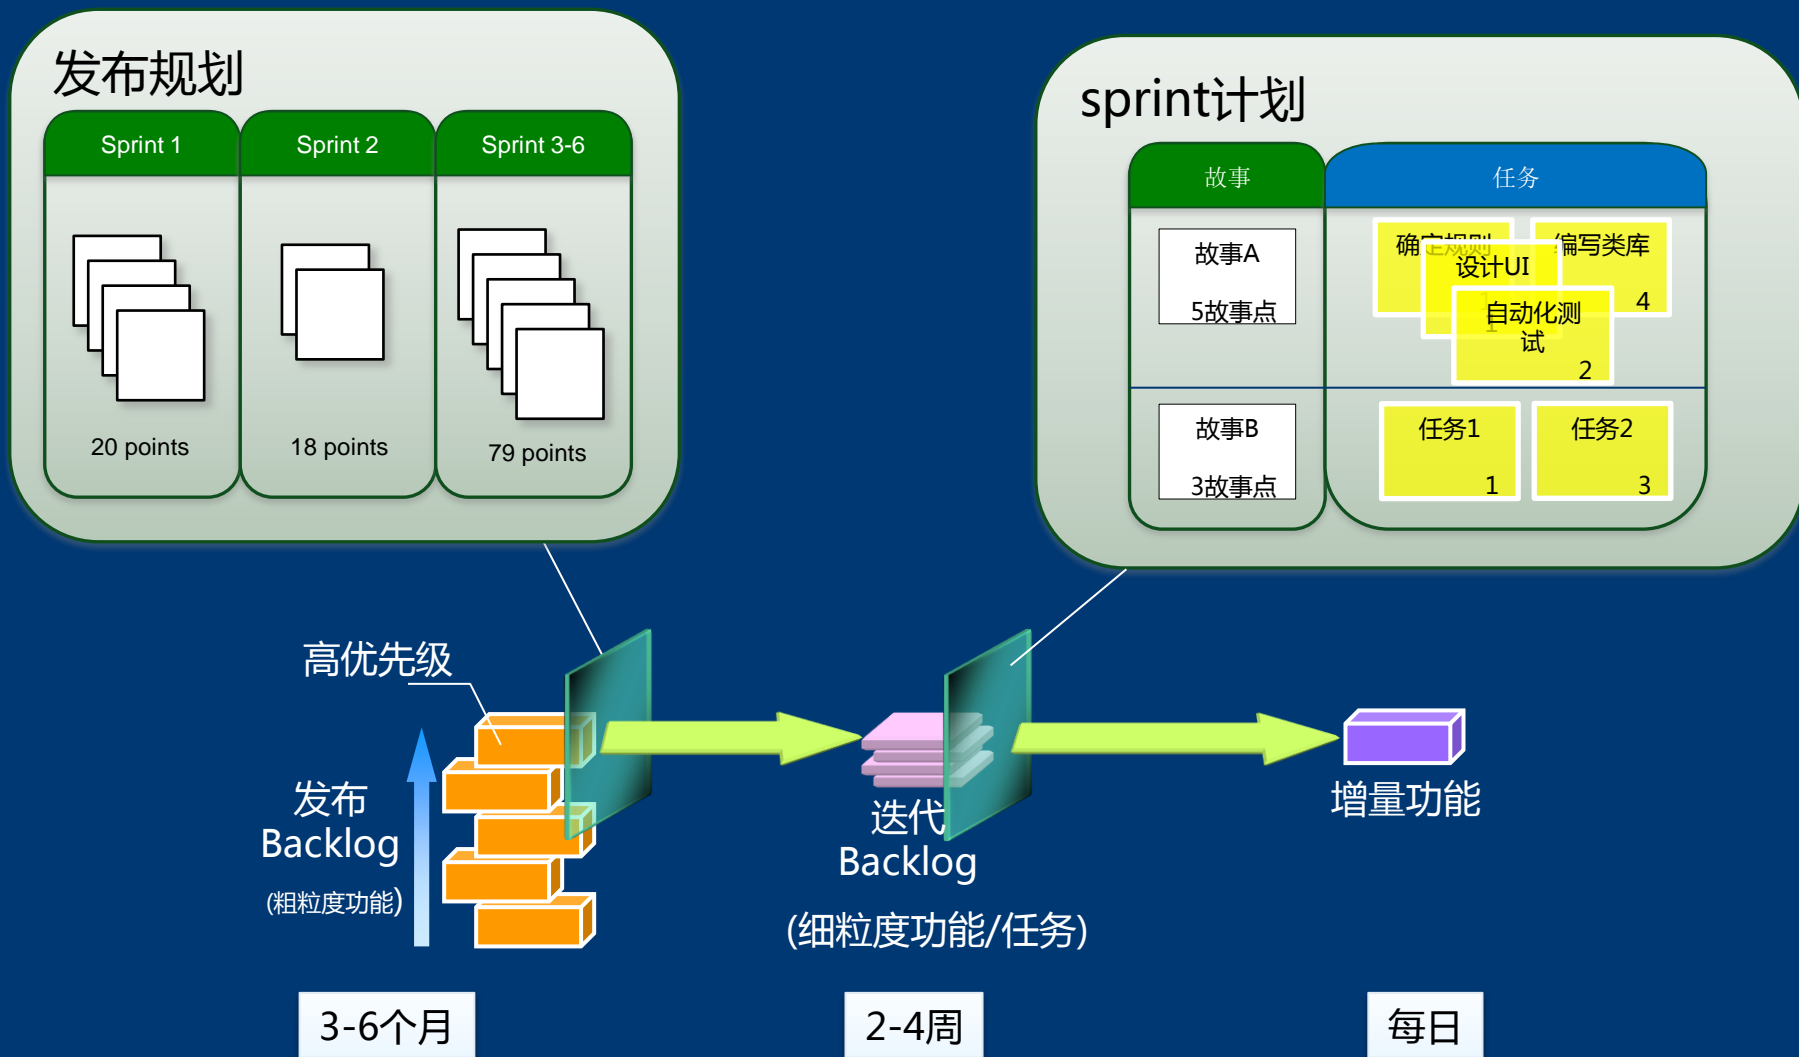 发布规划
Sprint 1
Sprint 2
Sprint 3-6
20 points
18 points
79 points
sprint计划
故事
任务
故事A
5故事点
确定规则
编写类库
4
设计UI
1
自动化测
试
2
故事B
3故事点
任务1
1
任务2
3
高优先级
发布
Backlog
(粗粒度功能)
迭代
Backlog
(细粒度功能/任务)
增量功能
3-6个月
2-4周
每日